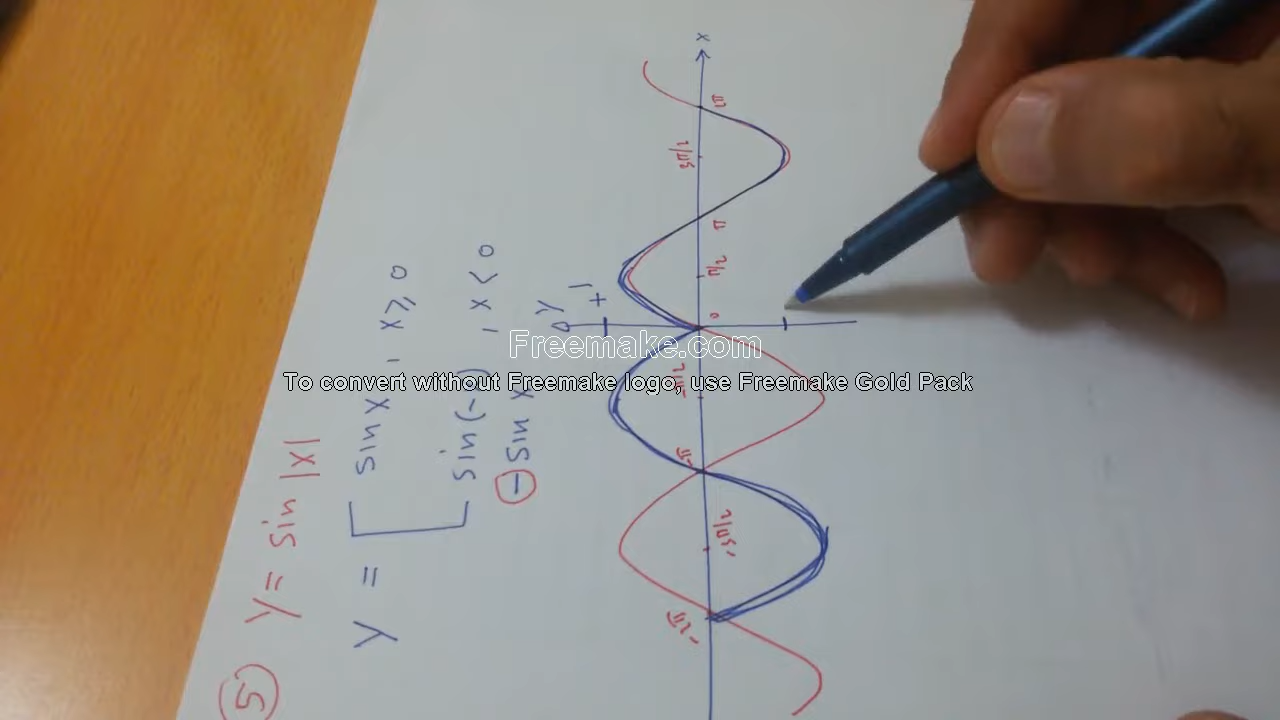 ⑤ y = sin |x|
y = [ sin x , x ≥ 0
sin(-x) , x < 0
-sin x
y
+1
-2π -3π/2 -π -π/2 0 π/2 π 3π/2 2π x
Freemake.com
To convert without Freemake logo, use Freemake Gold Pack